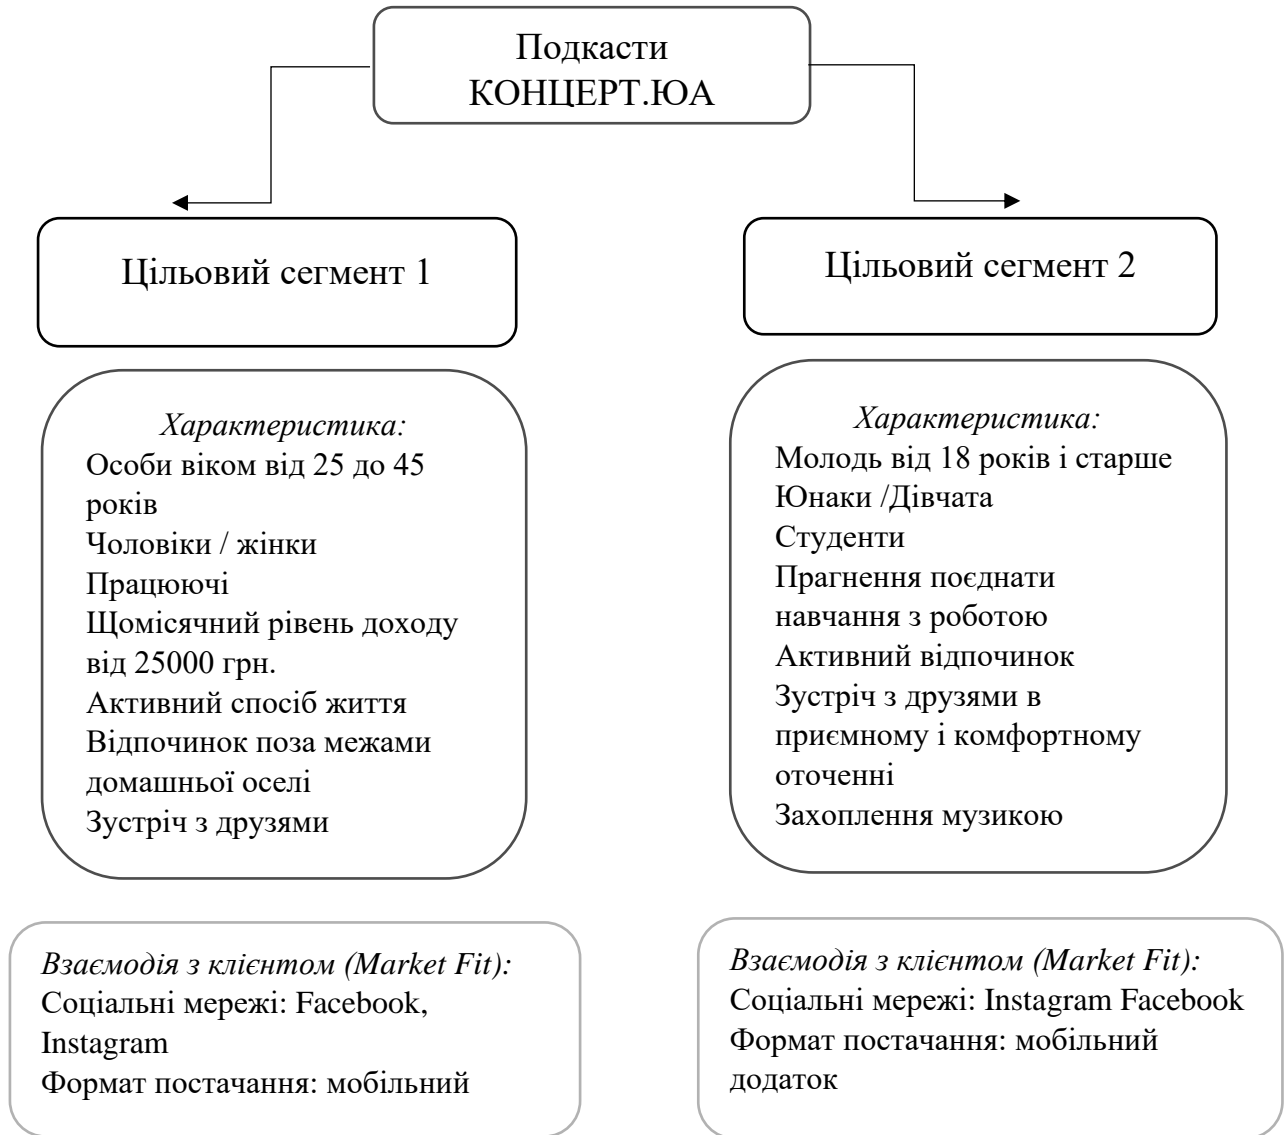 Подкасти
КОНЦЕРТ.ЮА
Цільовий сегмент 1
Цільовий сегмент 2
Характеристика:
Особи віком від 25 до 45
років
Чоловіки / жінки
Працюючі
Щомісячний рівень доходу
від 25000 грн.
Активний спосіб життя
Відпочинок поза межами
домашньої оселі
Зустріч з друзями
Характеристика:
Молодь від 18 років і старше
Юнаки /Дівчата
Студенти
Прагнення поєднати
навчання з роботою
Активний відпочинок
Зустріч з друзями в
приємному і комфортному
оточенні
Захоплення музикою
Взаємодія з клієнтом (Market Fit):
Соціальні мережі: Facebook,
Instagram
Формат постачання: мобільний
Взаємодія з клієнтом (Market Fit):
Соціальні мережі: Instagram Facebook
Формат постачання: мобільний
додаток